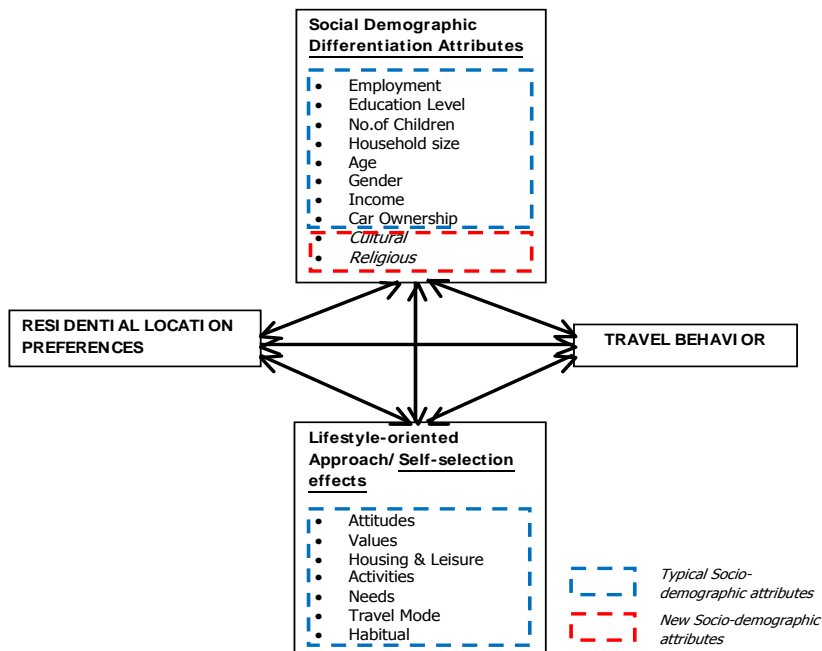 Social Demographic
Differentiation Attributes
• Employment
• Education Level
• No.of Children
• Household size
• Age
• Gender
• Income
• Car Ownership
• Cultural
• Religious
RESIDENTIAL LOCATION
PREFERENCES
TRAVEL BEHAVIOR
Lifestyle-oriented
Approach/ Self-selection
effects
• Attitudes
• Values
• Housing & Leisure
• Activities
• Needs
• Travel Mode
• Habitual
Typical Socio-
demographic attributes
New Socio-demographic
attributes